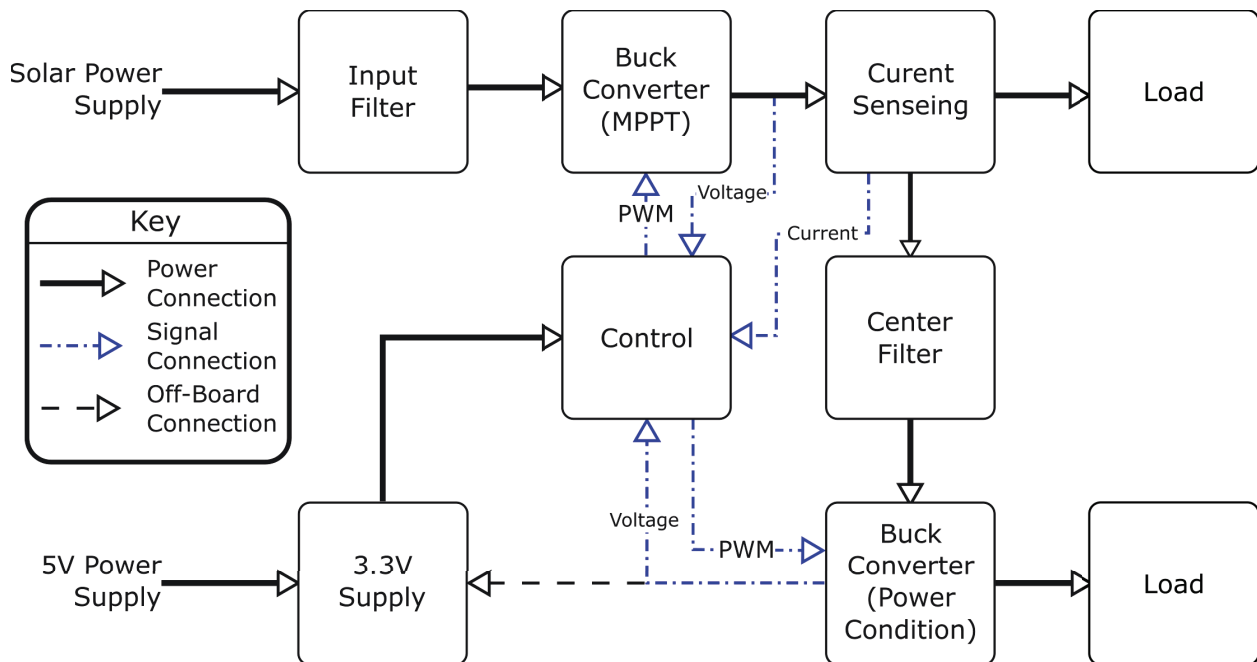 Solar Power
Supply
Input
Filter
Buck
Converter
(MPPT)
Curent
Senseing
Load
Key
Power
Connection
Signal
Connection
Off-Board
Connection
PWM
Voltage
Current
Control
Center
Filter
Voltage
PWM
5V Power
Supply
3.3V
Supply
Buck
Converter
(Power
Condition)
Load